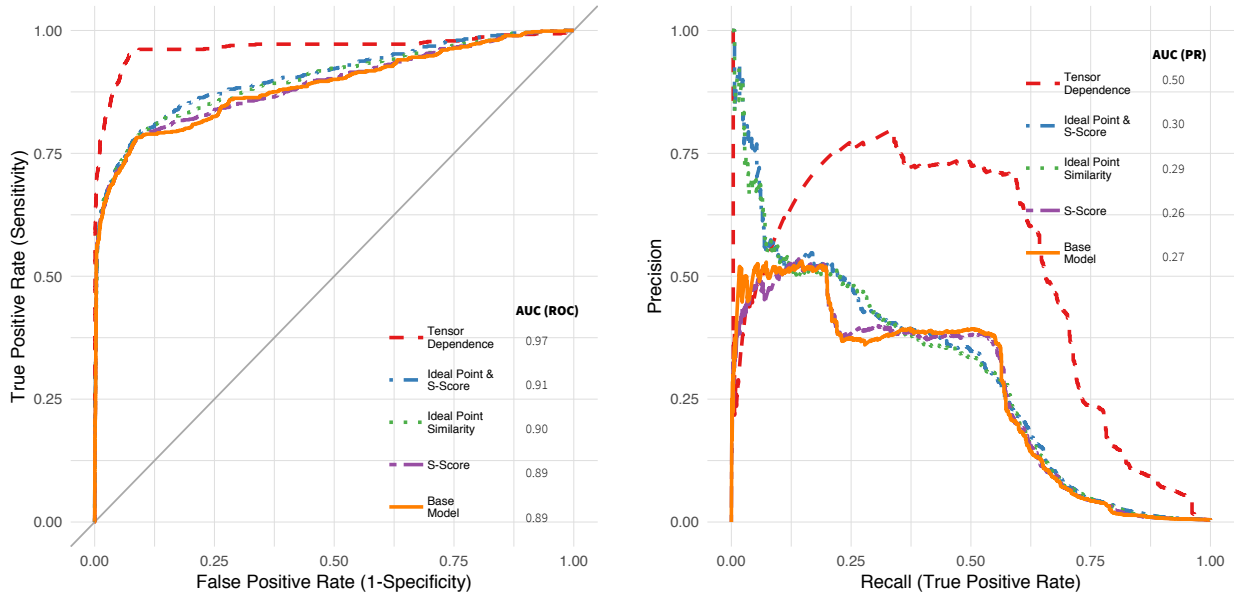 1.00
0.75
0.50
0.25
0.00
True Positive Rate (Sensitivity)
AUC (ROC)
Tensor
Dependence
0.97
Ideal Point &
S-Score
0.91
Ideal Point
Similarity
0.90
S-Score
0.89
Base
Model
0.89
0.00
0.25
0.50
0.75
1.00
False Positive Rate (1-Specificity)
1.00
0.75
0.50
0.25
0.00
Precision
AUC (PR)
Tensor
Dependence
0.50
Ideal Point &
S-Score
0.30
Ideal Point
Similarity
0.29
S-Score
0.26
Base
Model
0.27
0.00
0.25
0.50
0.75
1.00
Recall (True Positive Rate)